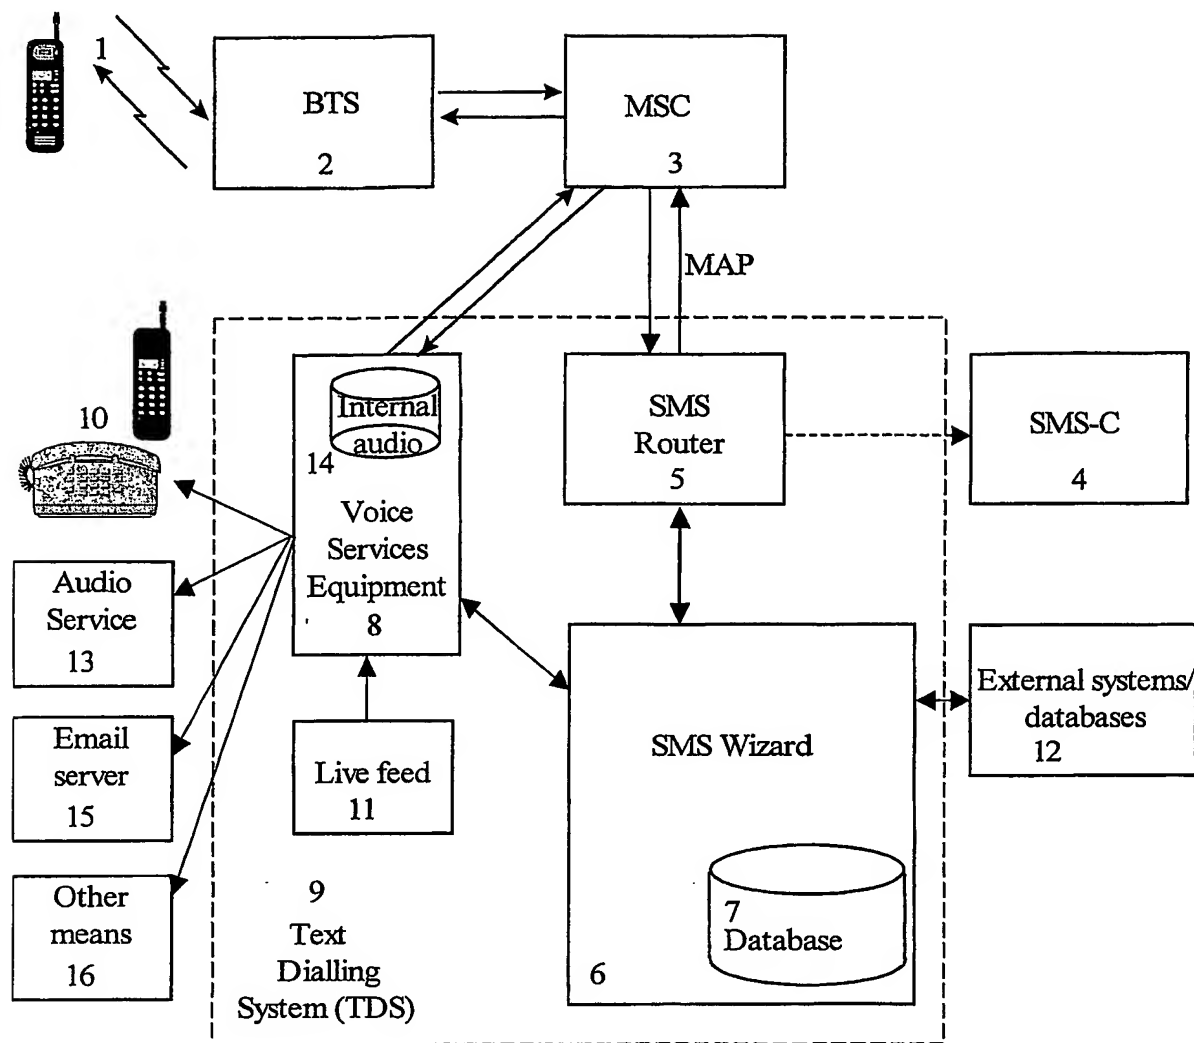 1
BTS
2
MSC
3
MAP
10
Internal
audio
14
Voice
Services
Equipment
8
SMS
Router
5
SMS-C
4
Audio
Service
13
Email
server
15
Other
means
16
Live feed
11
SMS Wizard
7
Database
6
External systems/
databases
12
9
Text
Dialling
System (TDS)